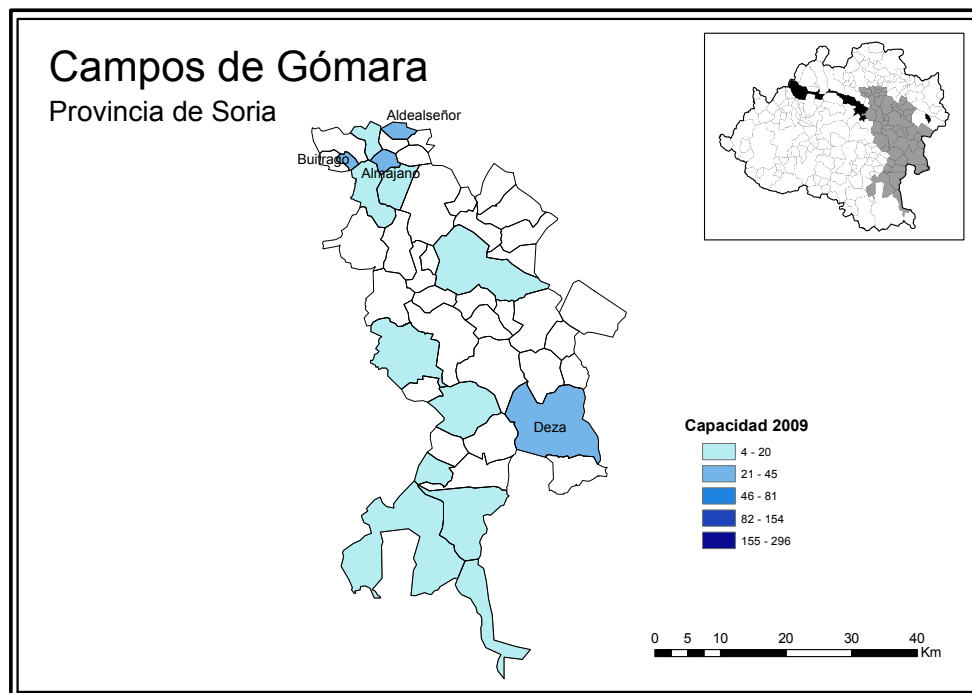 Campos de Gómara
Provincia de Soria
Aldealseñor
Buitrago
Almajano
Deza
Capacidad 2009
4 - 20
21 - 45
46 - 81
82 - 154
155 - 296
0 5 10 20 30 40
Km